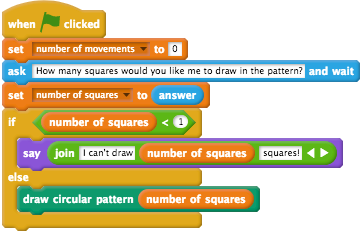 when clicked
set number of movements to 0
ask How many squares would you like me to draw in the pattern? and wait
set number of squares to answer
if number of squares < 1
say join I can't draw number of squares squares!
else
draw circular pattern number of squares